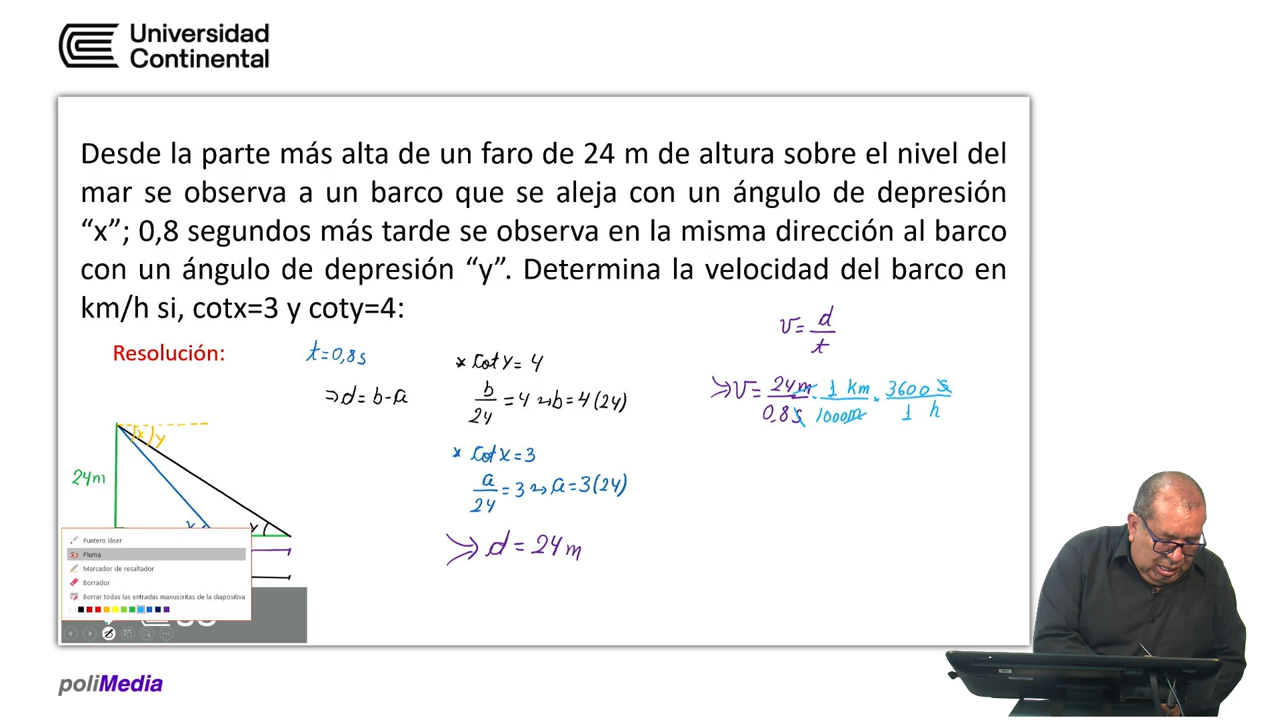 Universidad
Continental
Desde la parte más alta de un faro de 24 m de altura sobre el nivel del
mar se observa a un barco que se aleja con un ángulo de depresión
“x”; 0,8 segundos más tarde se observa en la misma dirección al barco
con un ángulo de depresión “y”. Determina la velocidad del barco en
km/h si, cotx=3 y coty=4:
Resolución:
t=0,8s
⇒d= b-a
* Cot y = 4
b/24 = 4 ⇝ b= 4(24)
* Cot x = 3
a/24 = 3 ⇝ a= 3(24)
≫ d = 24m
v= d/t
≫ v= 24m/0,8s · 1 km/1000m · 3600 s/1 h
x y
24m
x y
Puntero láser
Pluma
Marcador de resaltador
Borrador
Borrar todas las entradas manuscritas de la diapositiva
poliMedia